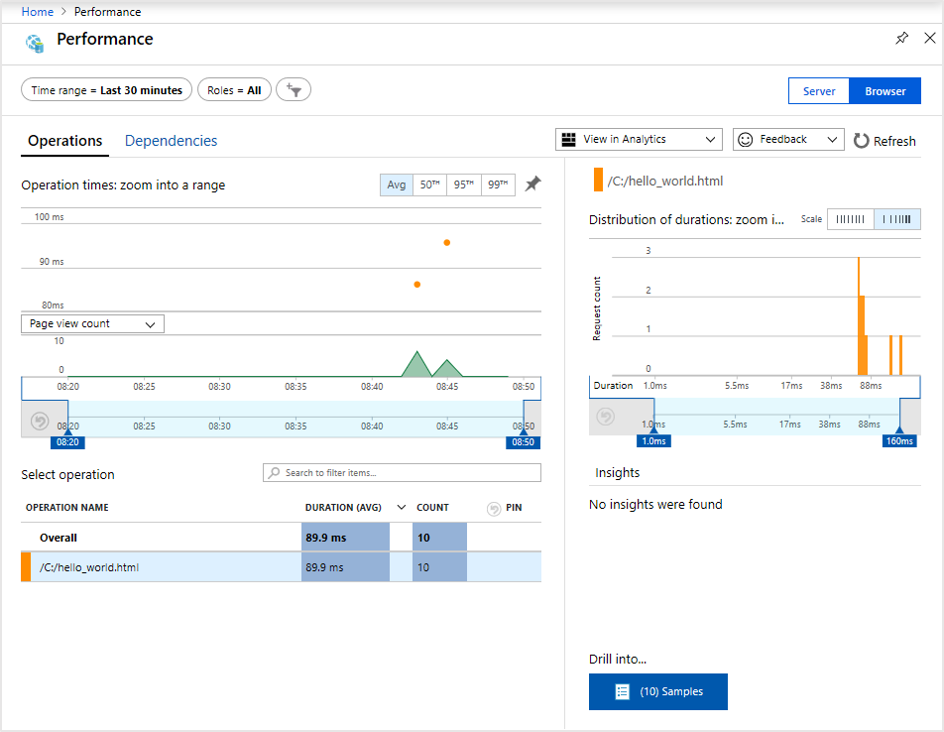 Home > Performance
Performance
Time range = Last 30 minutes
Roles = All
Server
Browser
Operations
Dependencies
View in Analytics
Feedback
Refresh
Operation times: zoom into a range
Avg
50TH
95TH
99TH
100 ms
90 ms
80ms
Page view count
10
0
08:20 08:25 08:30 08:35 08:40 08:45 08:50
08:20 08:25 08:30 08:35 08:40 08:45 08:50
08:20 08:50
Select operation
Search to filter items...
OPERATION NAME DURATION (AVG) COUNT PIN
Overall 89.9 ms 10
/C:/hello_world.html 89.9 ms 10
/C:/hello_world.html
Distribution of durations: zoom i...
Scale
Request count
3
2
1
0
Duration 1.0ms 5.5ms 17ms 38ms 88ms
1.0ms 5.5ms 17ms 38ms 88ms
1.0ms 160ms
Insights
No insights were found
Drill into...
(10) Samples